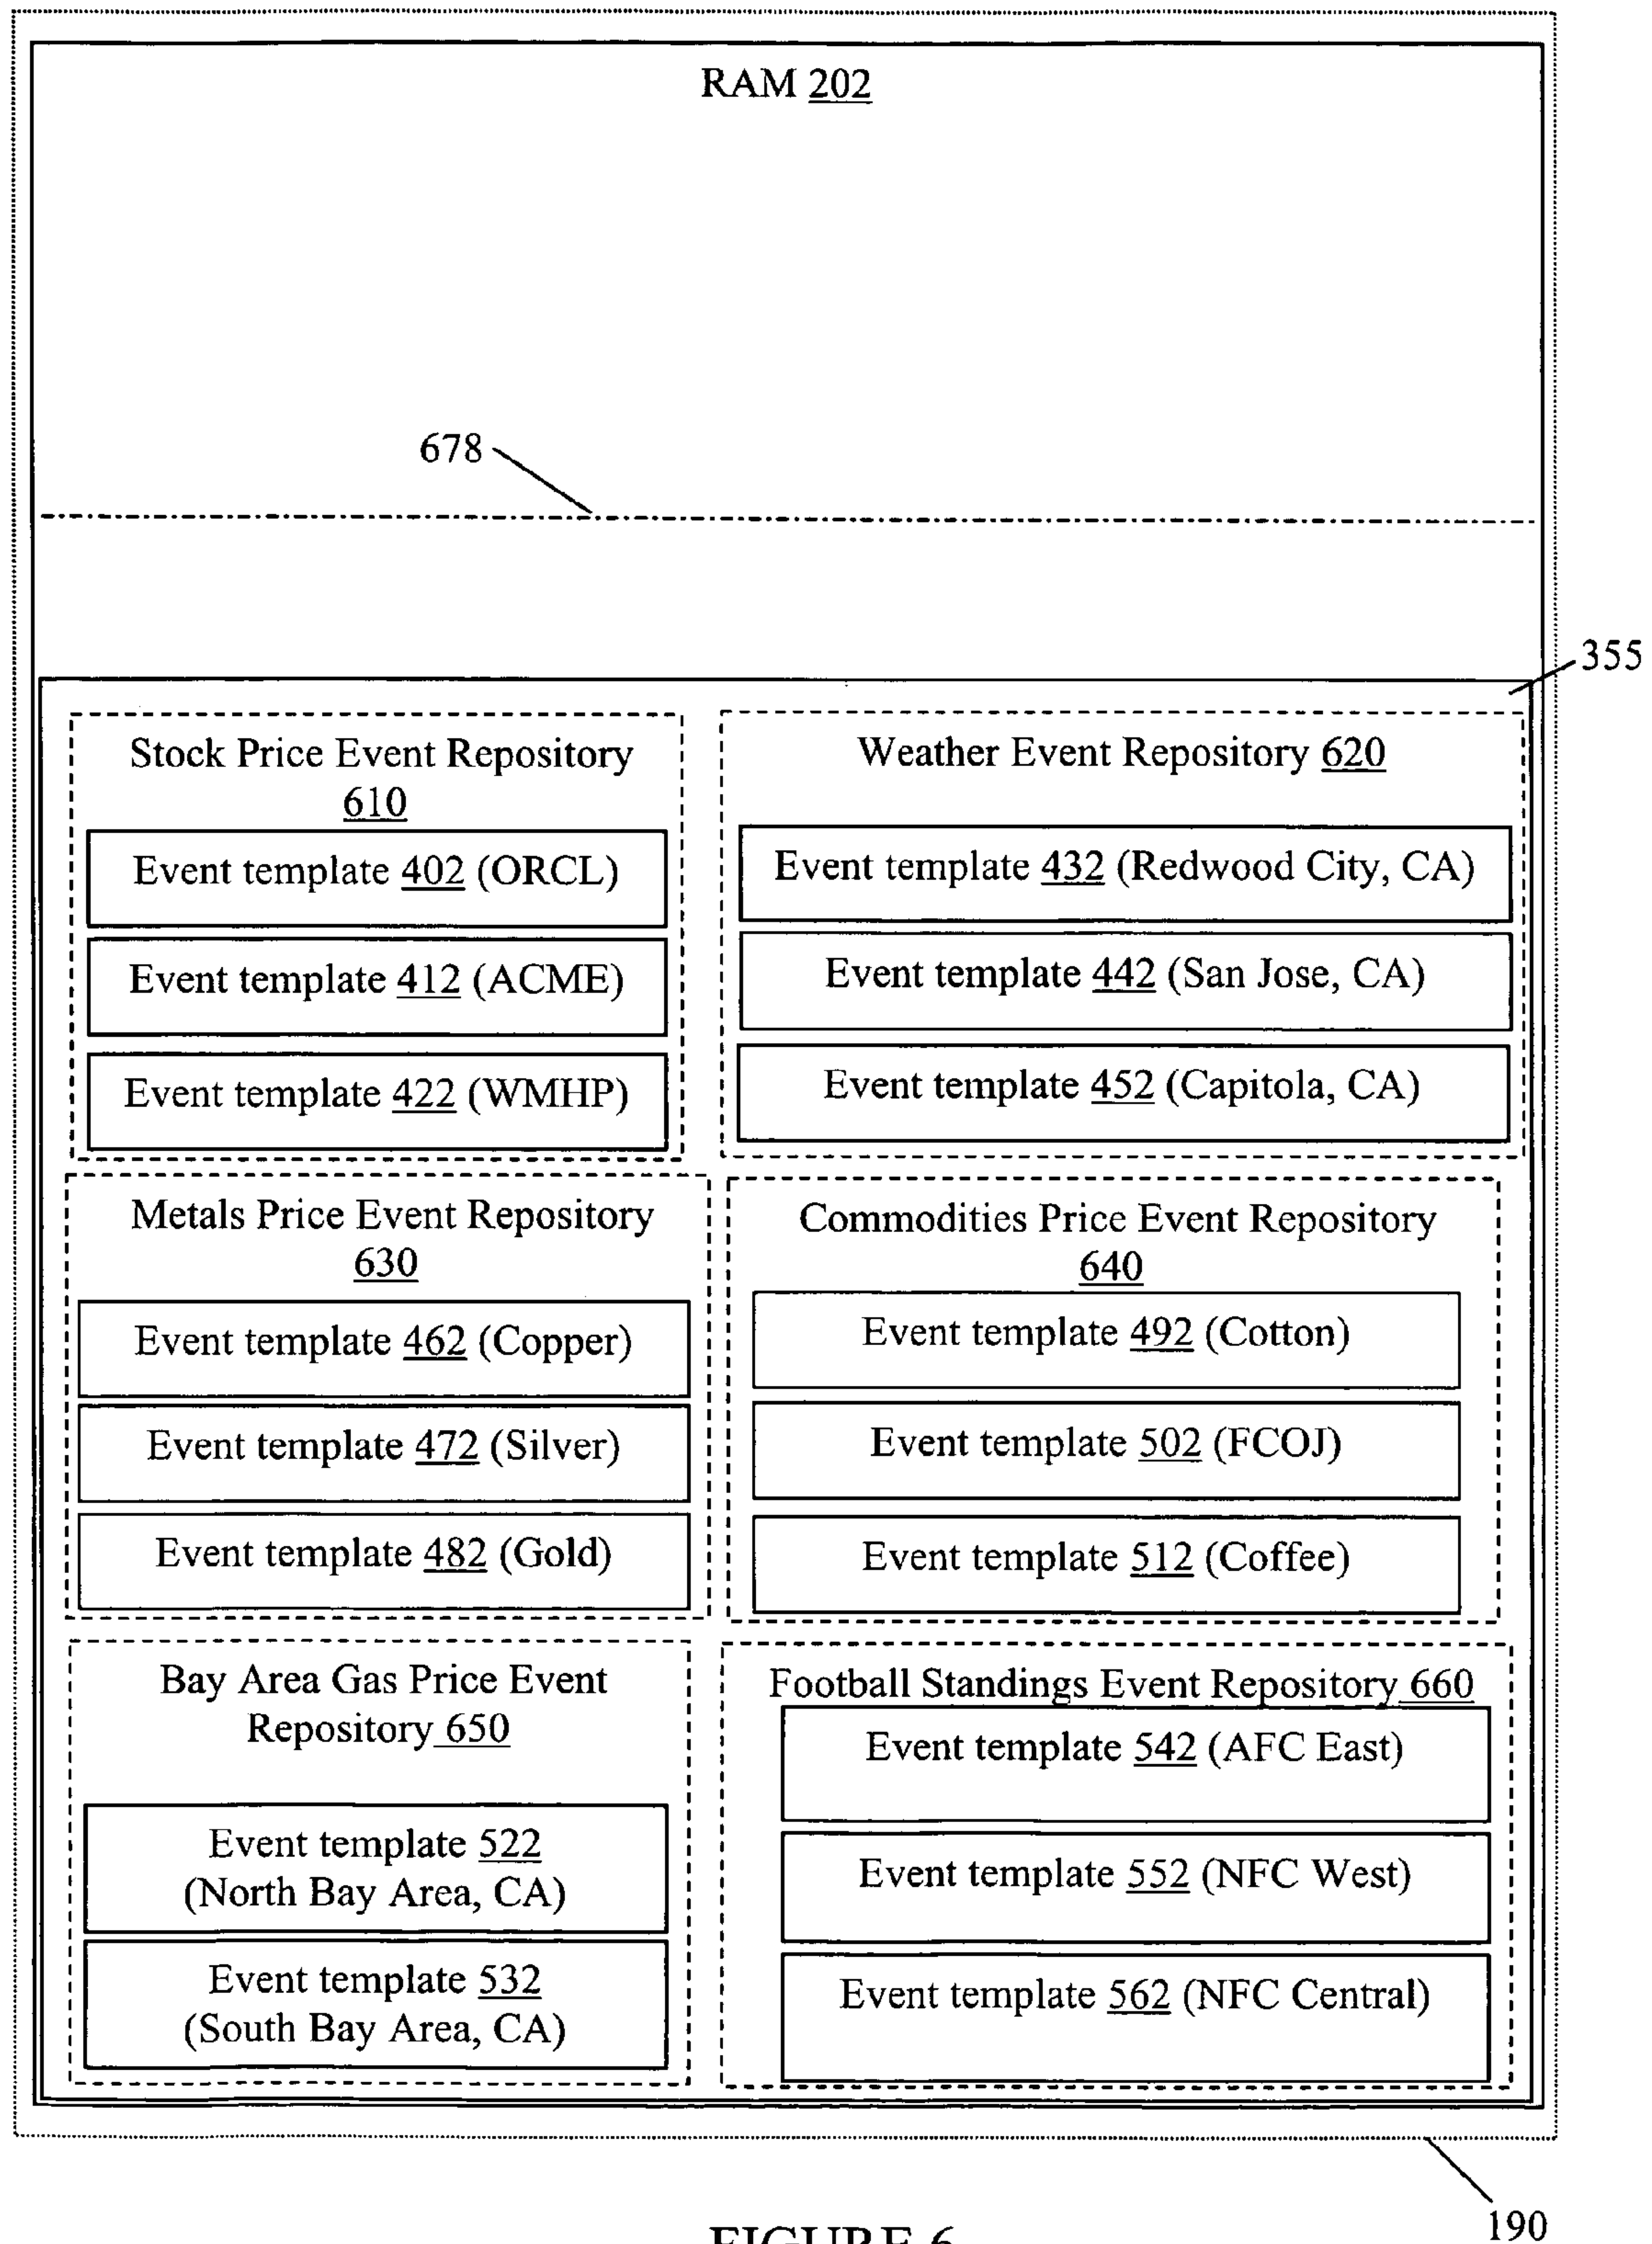 RAM 202
678
355
Stock Price Event Repository
610
Event template 402 (ORCL)
Event template 412 (ACME)
Event template 422 (WMHP)
Weather Event Repository 620
Event template 432 (Redwood City, CA)
Event template 442 (San Jose, CA)
Event template 452 (Capitola, CA)
Metals Price Event Repository
630
Event template 462 (Copper)
Event template 472 (Silver)
Event template 482 (Gold)
Commodities Price Event Repository
640
Event template 492 (Cotton)
Event template 502 (FCOJ)
Event template 512 (Coffee)
Bay Area Gas Price Event
Repository 650
Event template 522
(North Bay Area, CA)
Event template 532
(South Bay Area, CA)
Football Standings Event Repository 660
Event template 542 (AFC East)
Event template 552 (NFC West)
Event template 562 (NFC Central)
190
FIGURE 6